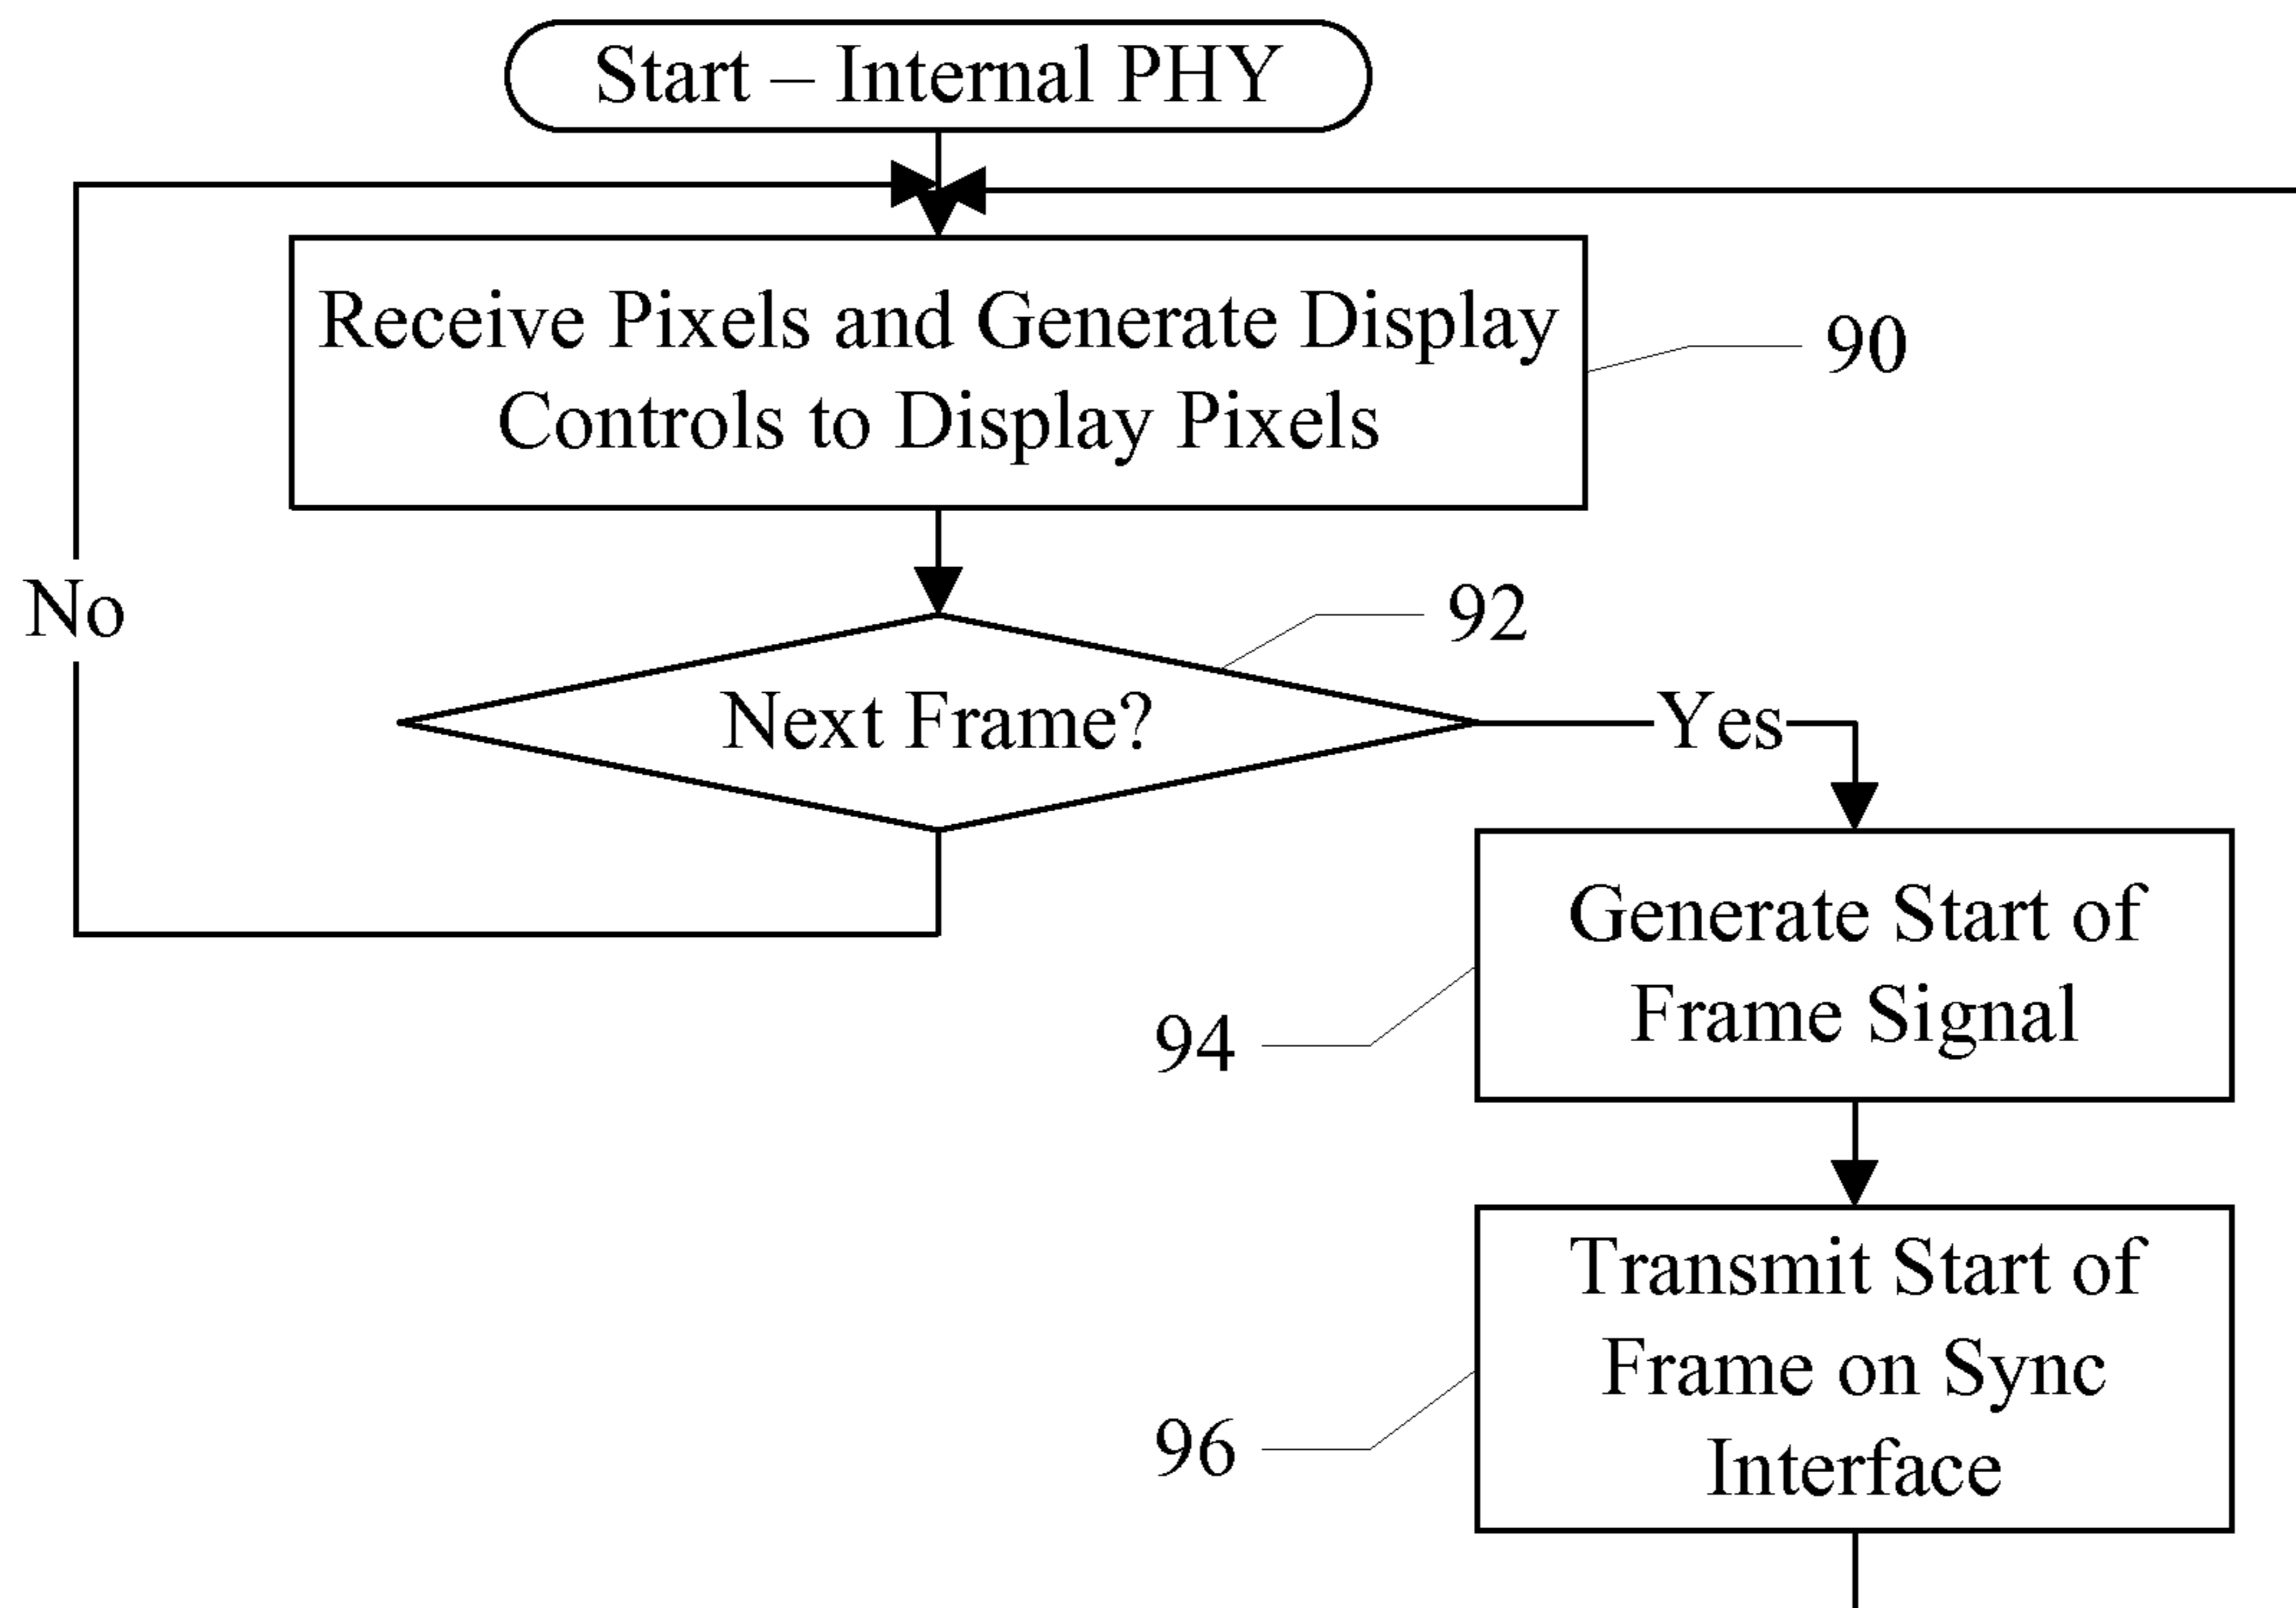 Start – Internal PHY
Receive Pixels and Generate Display
Controls to Display Pixels
90
No
92
Next Frame?
Yes
Generate Start of
Frame Signal
94
Transmit Start of
Frame on Sync
Interface
96